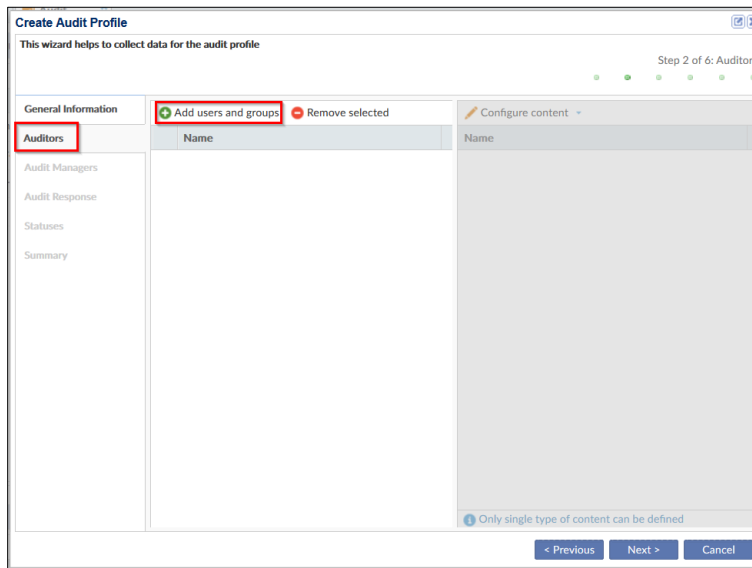 Create Audit Profile
This wizard helps to collect data for the audit profile
Step 2 of 6: Auditor
General Information
Auditors
Audit Managers
Audit Response
Statuses
Summary
Add users and groups
Remove selected
Name
Configure content
Name
Only single type of content can be defined
< Previous
Next >
Cancel